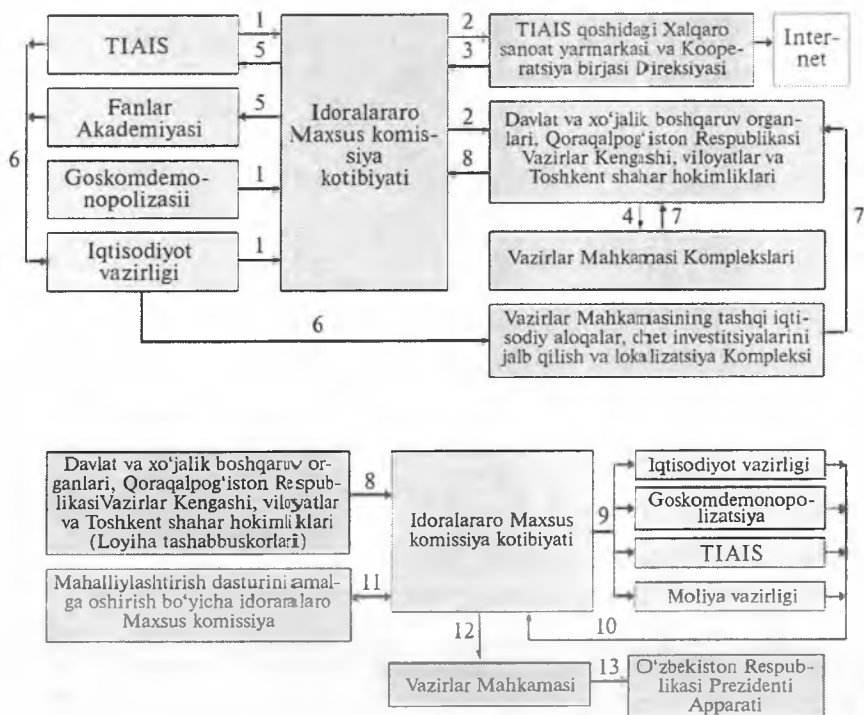 TIAIS
1
5
Fanlar
Akademiyasi
5
6
Goskomdemo-
nopolizasii
1
Iqtisodiyot
vazirligi
1
Idoralararo
Maxsus komis-
siya
kotibiyati
2
3
TIAIS qoshidagi Xalqaro
sanoat yarmarkasi va Koope-
ratsiya birjasi Direksiyasi
Inter-
net
2
8
Davlat va xo‘jalik boshqaruv organ-
lari, Qoraqalpog‘iston Respublikasi
Vazirlar Kengashi, viloyatlar va
Toshkent shahar hokimliklari
4
7
7
Vazirlar Mahkamasi Komplekslari
6
Vazirlar Mahkamasining tashqi iqti-
sodiy aloqalar, chet investitsiyalarini
jalb qilish va lokalizatsiya Kompleksi
Davlat va xo‘jalik boshqaruv or-
ganlari, Qoraqalpog‘iston Respub-
likasiVazirlar Kengashi, viloyatlar
va Toshkent shahar hokimliklari
(Loyiha tashabbuskorlari)
8
Mahalliylashtirish dasturini amal-
ga oshirish bo‘yicha idoraralaro
Maxsus komissiya
11
Idoralararo Maxsus
komissiya kotibiyati
9
Iqtisodiyot vazirligi
Goskomdemonopo-
lizatsiya
TIAIS
Moliya vazirligi
10
12
Vazirlar Mahkamasi
13
O‘zbekiston Respub-
likasi Prezidenti
Apparati